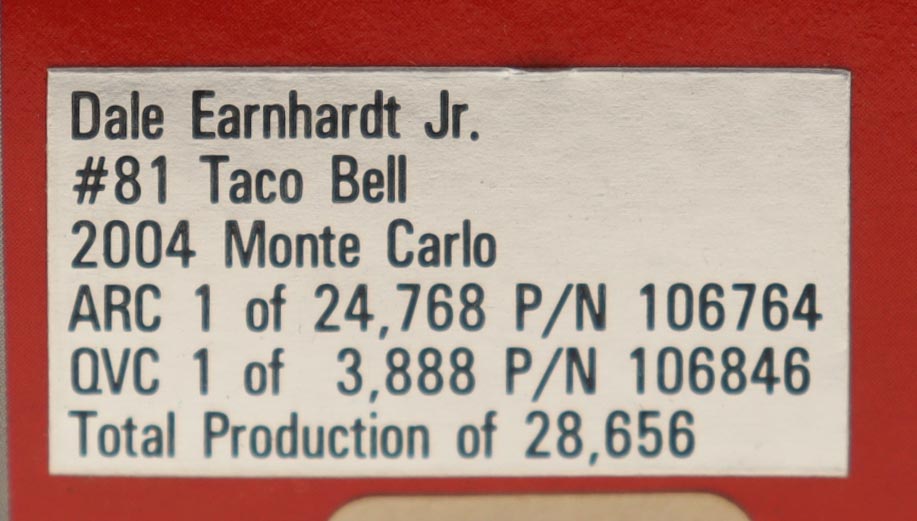 Dale Earnhardt Jr.
#81 Taco Bell
2004 Monte Carlo
ARC 1 of 24,768 P/N 106764
QVC 1 of 3,888 P/N 106846
Total Production of 28,656